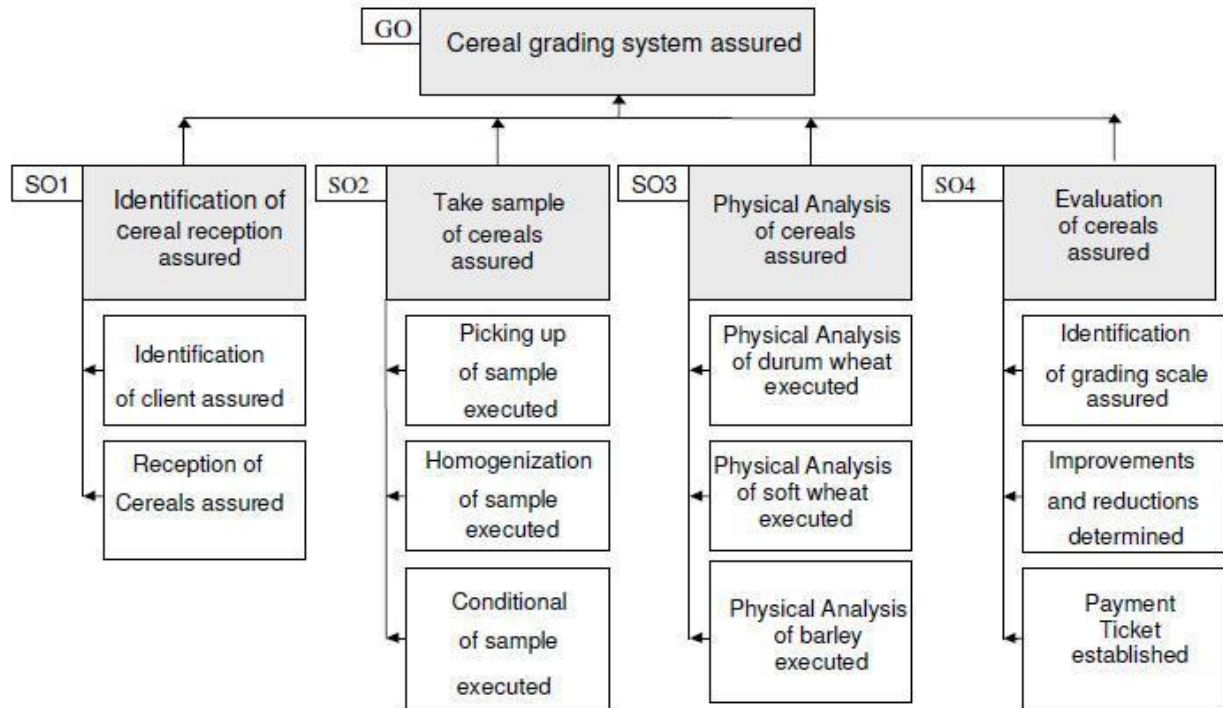 GO
Cereal grading system assured
SO1
Identification of
cereal reception
assured
Identification
of client assured
Reception of
Cereals assured
SO2
Take sample
of cereals
assured
Picking up
of sample
executed
Homogenization
of sample
executed
Conditional
of sample
executed
SO3
Physical Analysis
of cereals
assured
Physical Analysis
of durum wheat
executed
Physical Analysis
of soft wheat
executed
Physical Analysis
of barley
executed
SO4
Evaluation
of cereals
assured
Identification
of grading scale
assured
Improvements
and reductions
determined
Payment
Ticket
established